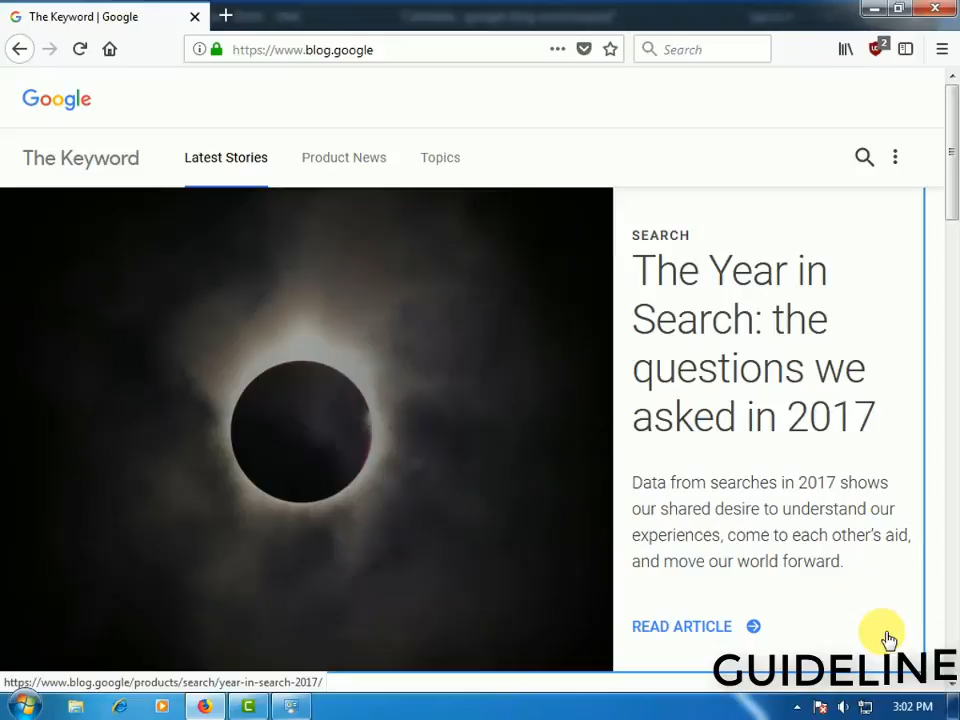 The Keyword | Google
https://www.blog.google
Search
2
Google
The Keyword
Latest Stories
Product News
Topics
SEARCH
The Year in
Search: the
questions we
asked in 2017
Data from searches in 2017 shows
our shared desire to understand our
experiences, come to each other's aid,
and move our world forward.
READ ARTICLE
GUIDELINE
https://www.blog.google/products/search/year-in-search-2017/
3:02 PM